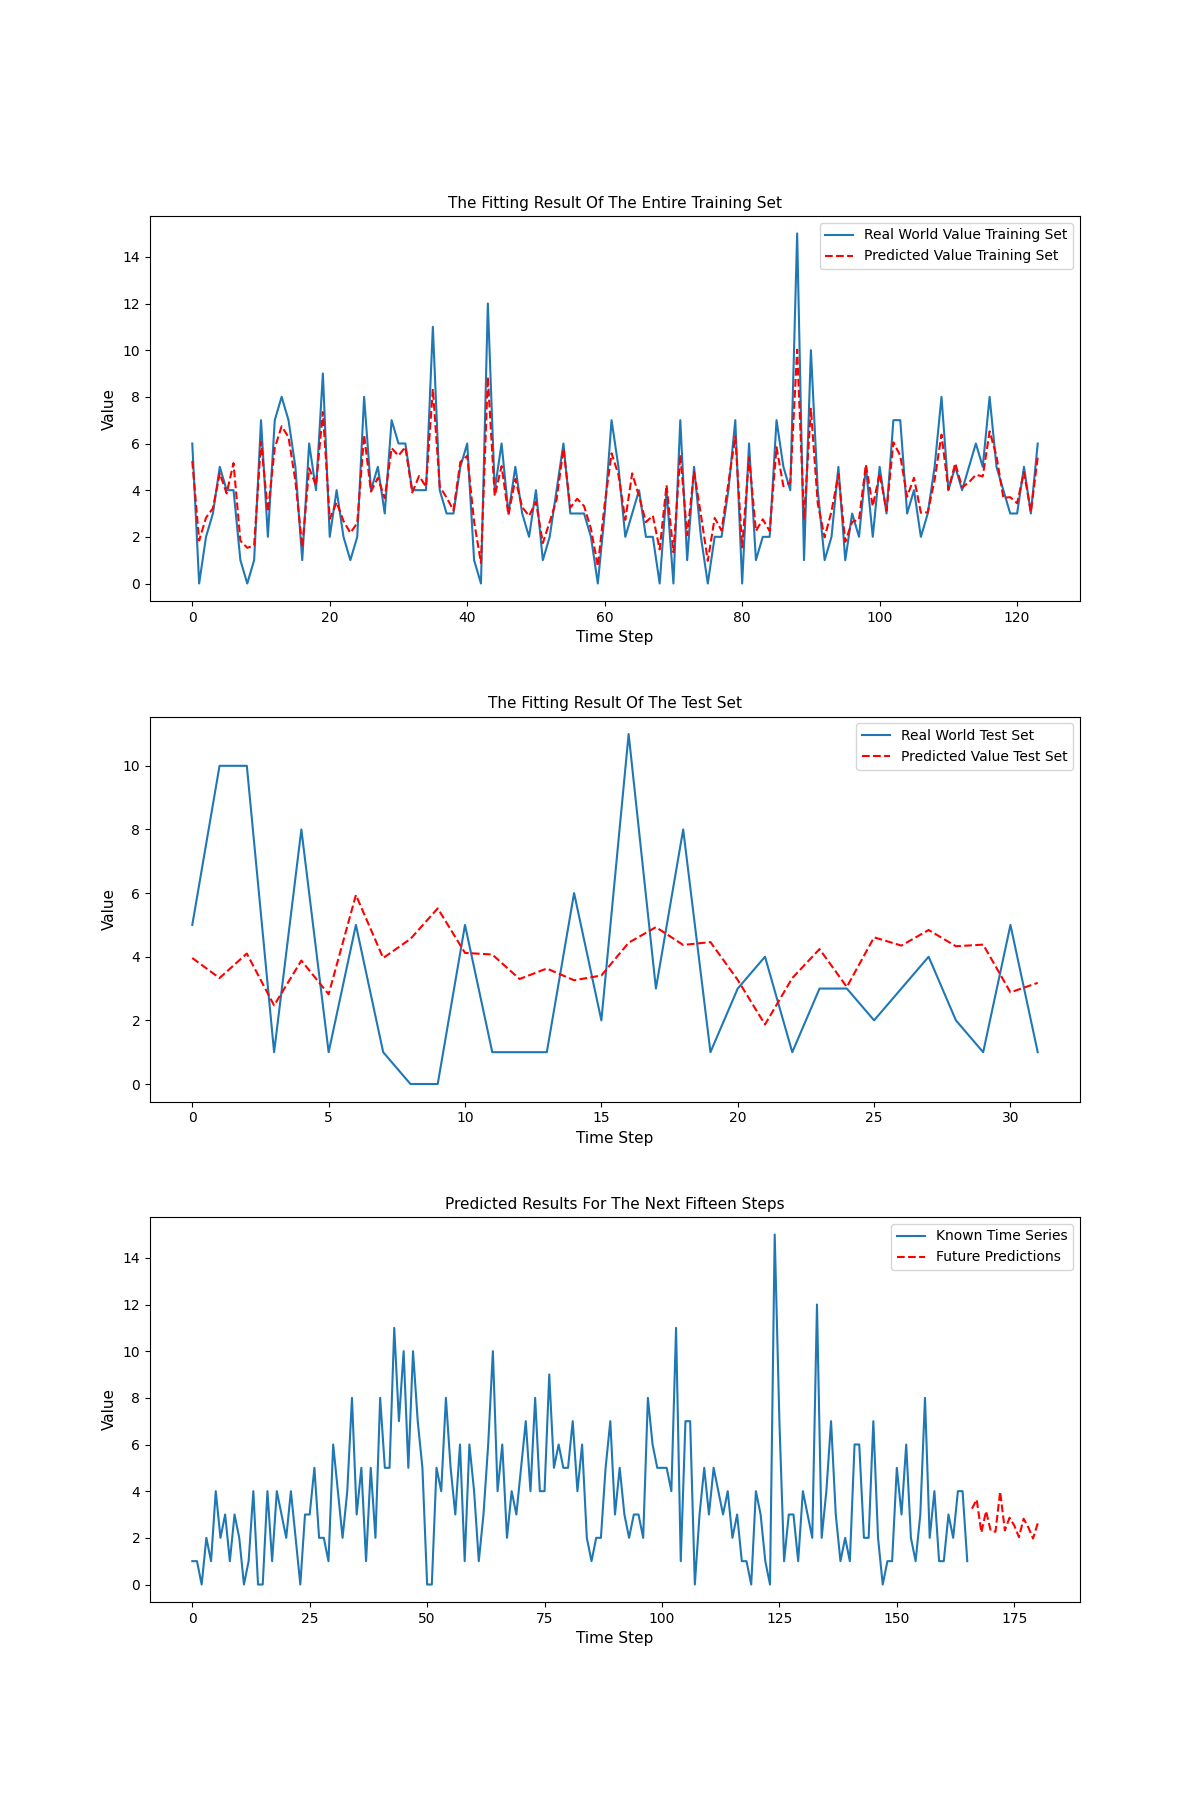 The Fitting Result Of The Entire Training Set
Real World Value Training Set
Predicted Value Training Set
Value
14
12
10
8
6
4
2
0
0 20 40 60 80 100 120
Time Step
The Fitting Result Of The Test Set
Real World Test Set
Predicted Value Test Set
Value
10
8
6
4
2
0
0 5 10 15 20 25 30
Time Step
Predicted Results For The Next Fifteen Steps
Known Time Series
Future Predictions
Value
14
12
10
8
6
4
2
0
0 25 50 75 100 125 150 175
Time Step